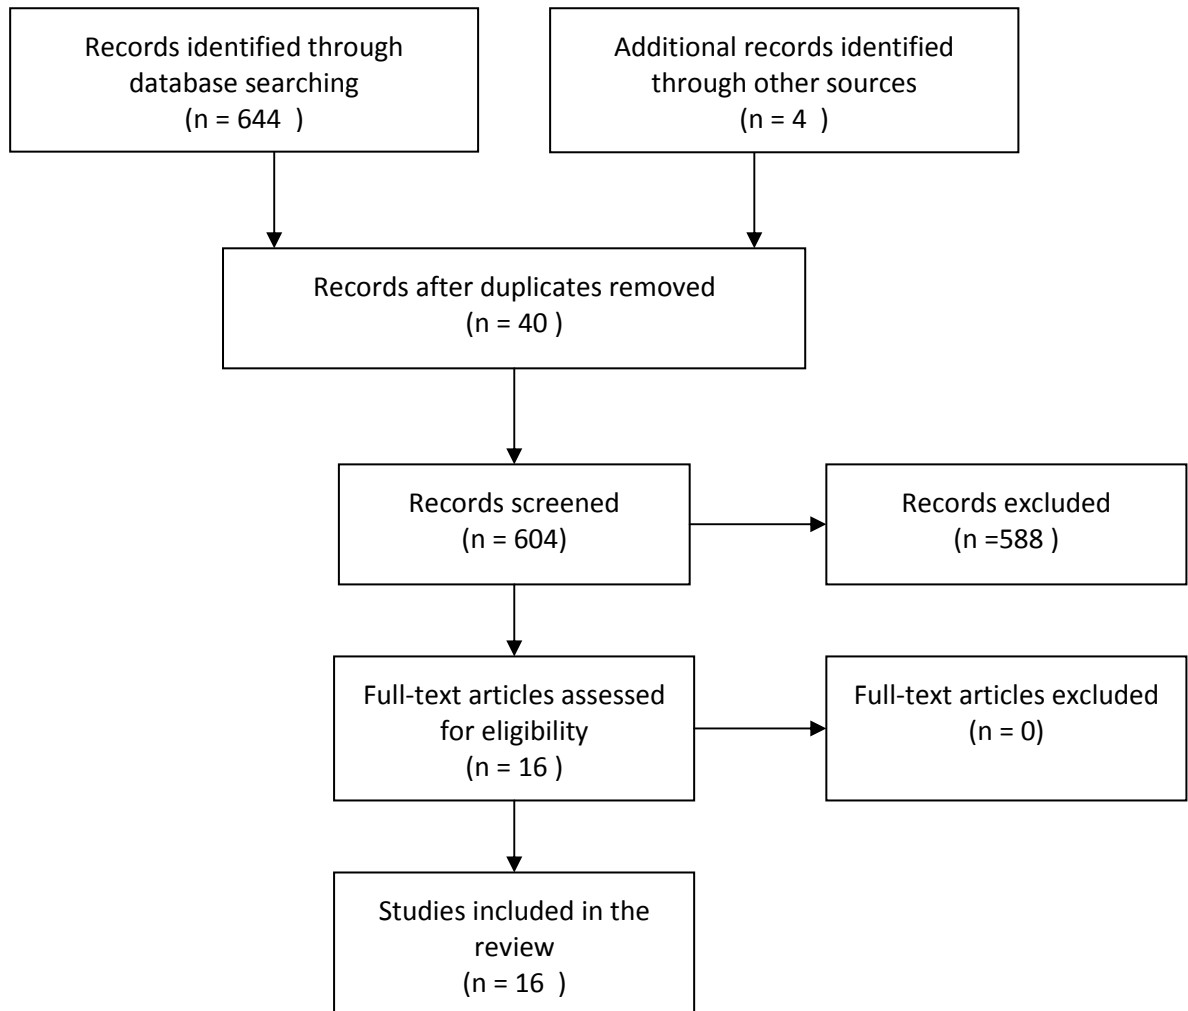 Records identified through
database searching
(n = 644  )
Additional records identified
through other sources
(n = 4  )
Records after duplicates removed
(n = 40 )
Records screened
(n = 604)
Records excluded
(n =588 )
Full-text articles assessed
for eligibility
(n = 16 )
Full-text articles excluded
(n = 0)
Studies included in the
review
(n = 16  )